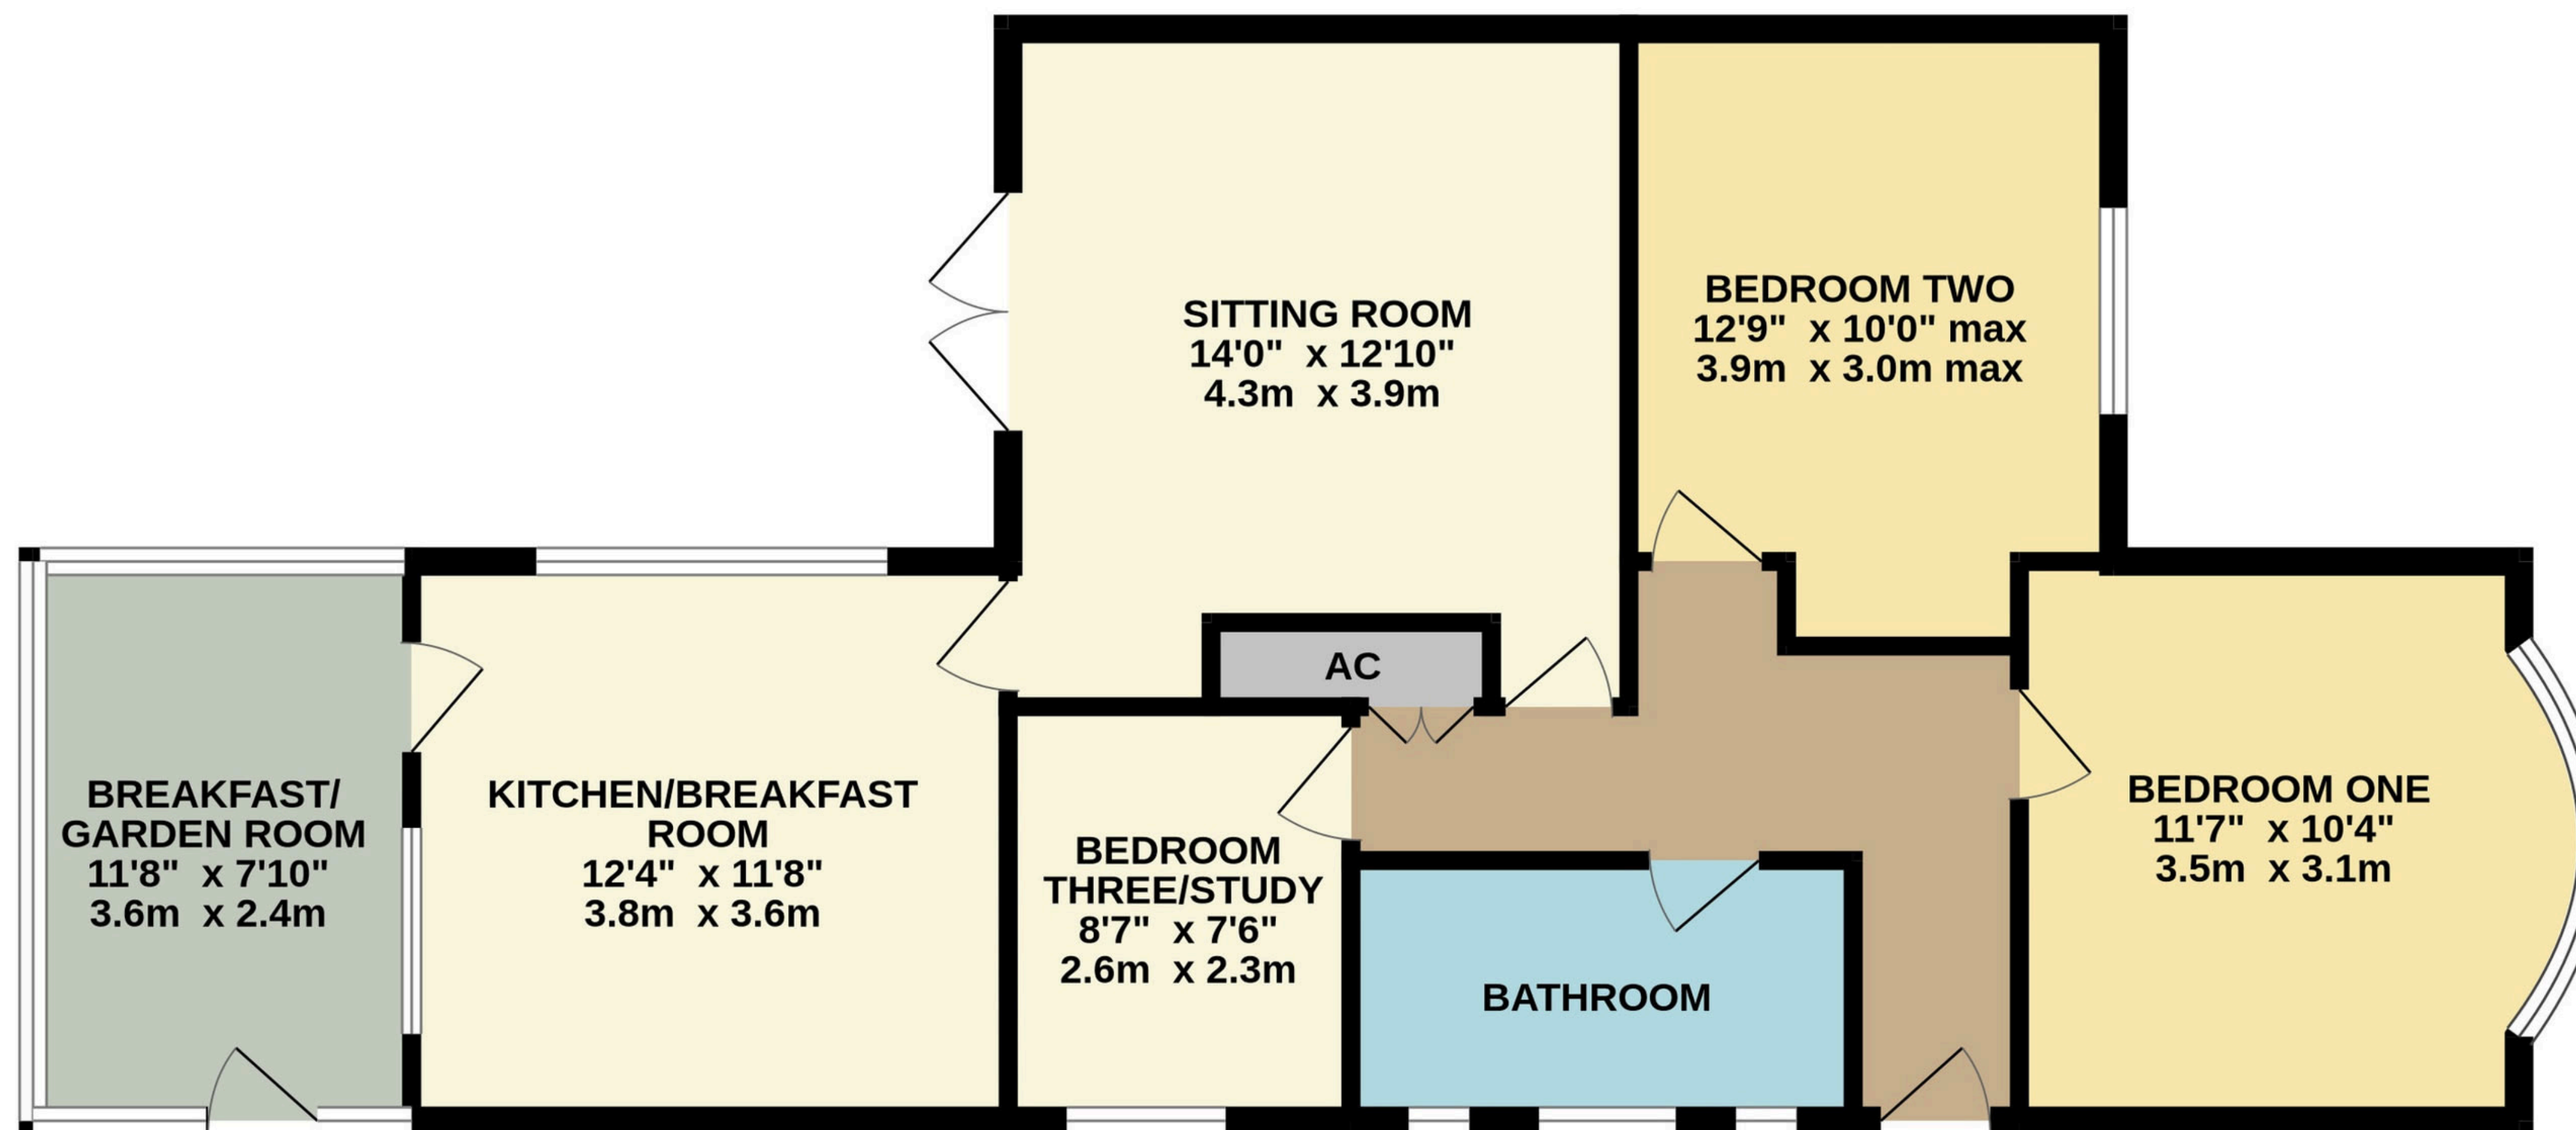 SITTING ROOM
14'0" x 12'10"
4.3m x 3.9m
BEDROOM TWO
12'9" x 10'0" max
3.9m x 3.0m max
AC
BREAKFAST/
GARDEN ROOM
11'8" x 7'10"
3.6m x 2.4m
KITCHEN/BREAKFAST
ROOM
12'4" x 11'8"
3.8m x 3.6m
BEDROOM
THREE/STUDY
8'7" x 7'6"
2.6m x 2.3m
BATHROOM
BEDROOM ONE
11'7" x 10'4"
3.5m x 3.1m